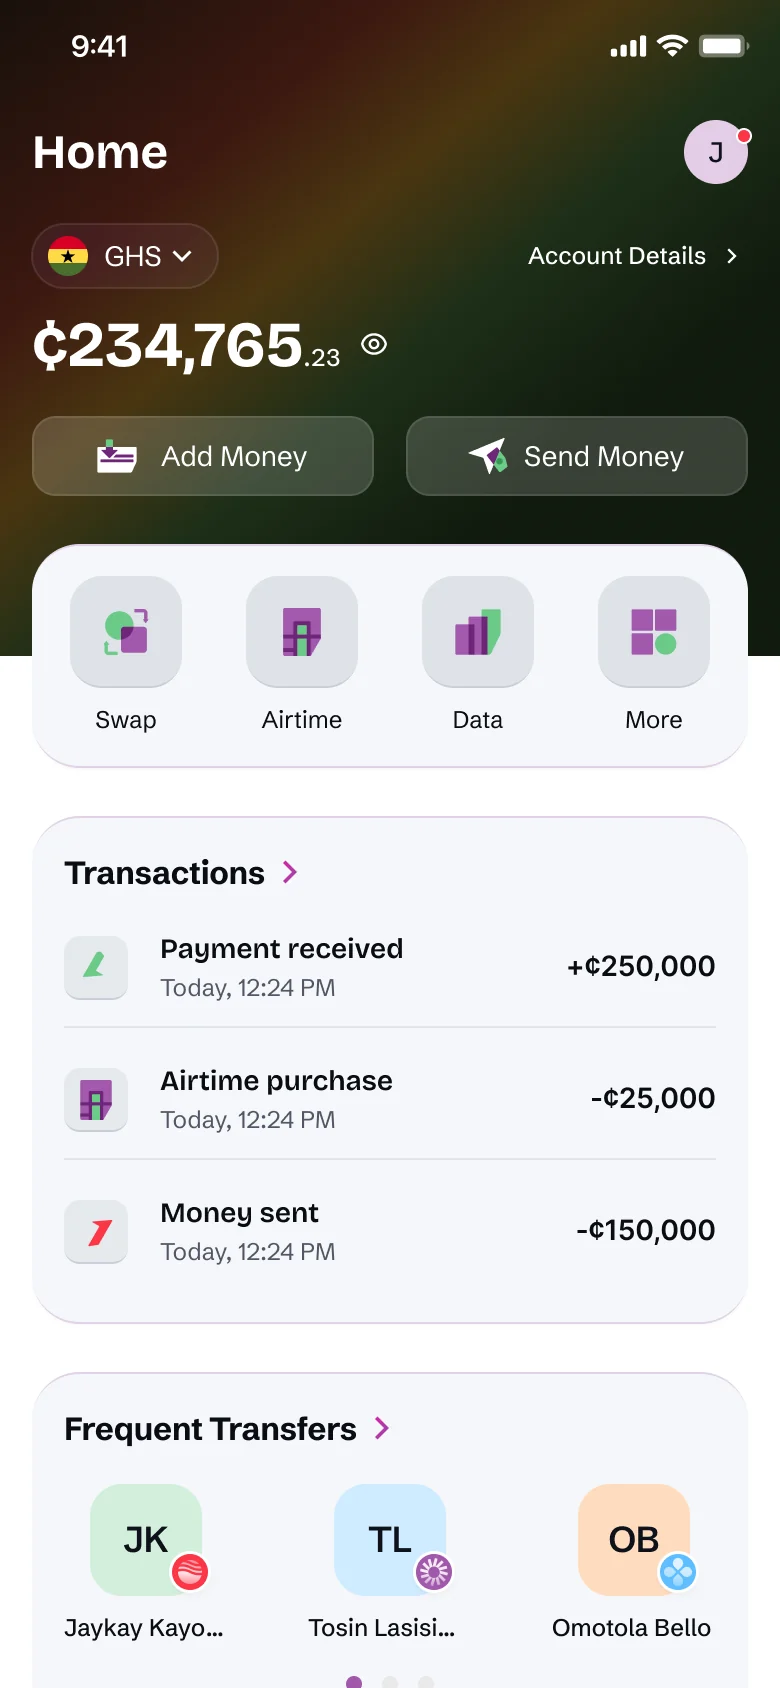 9:41
Home
J
GHS
Account Details
₵234,765.23
Add Money
Send Money
Swap
Airtime
Data
More
Transactions
Payment received
Today, 12:24 PM
+₵250,000
Airtime purchase
Today, 12:24 PM
-₵25,000
Money sent
Today, 12:24 PM
-₵150,000
Frequent Transfers
JK
TL
OB
Jaykay Kayo...
Tosin Lasisi...
Omotola Bello